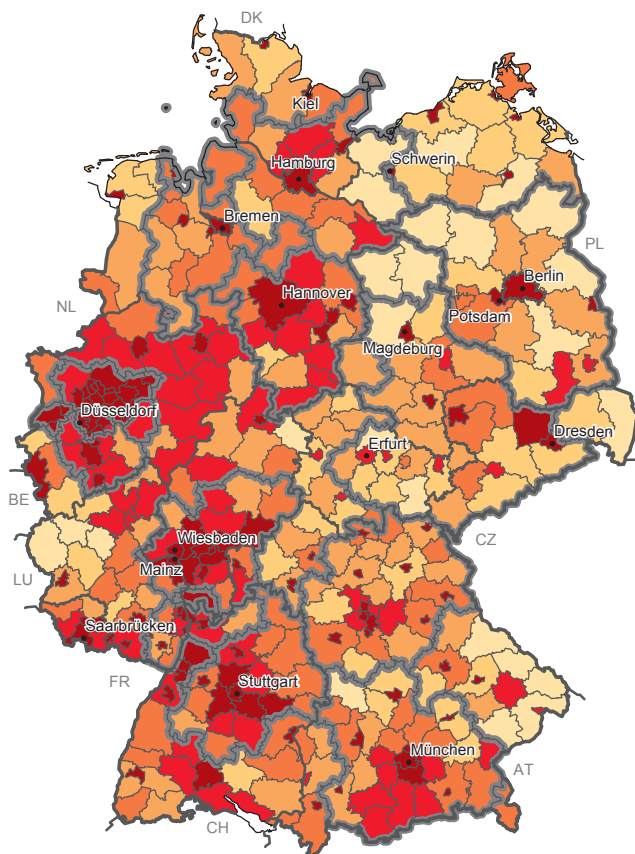 DK
Kiel
Hamburg
Schwerin
Bremen
PL
Berlin
Hannover
NL
Potsdam
Magdeburg
Düsseldorf
Dresden
Erfurt
BE
Wiesbaden
CZ
Mainz
LU
Saarbrücken
FR
Stuttgart
München
AT
CH